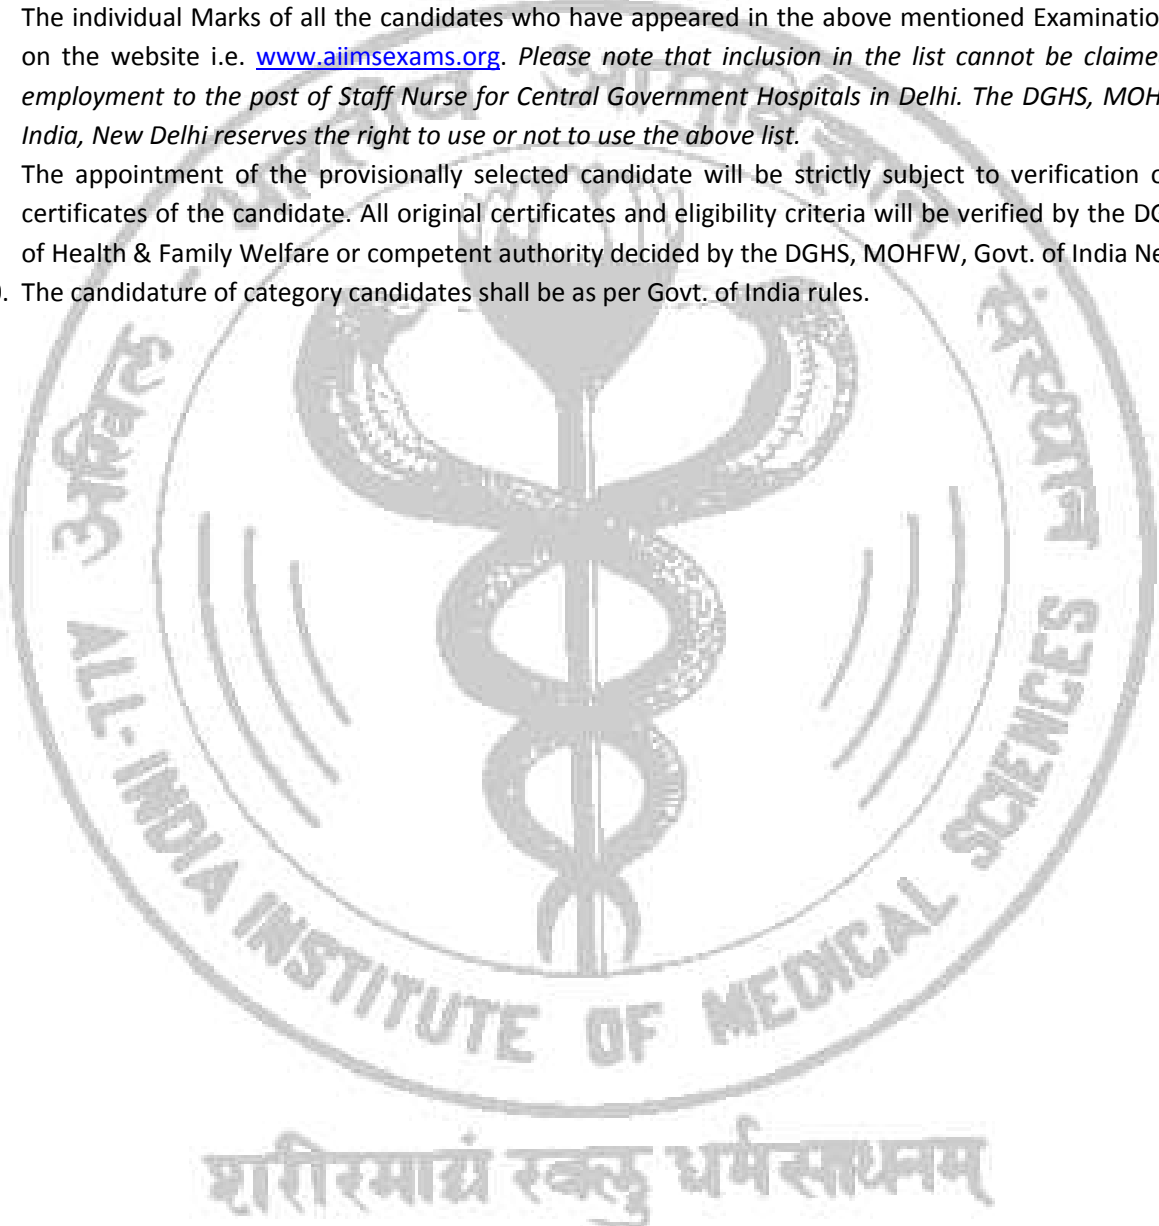 The individual Marks of all the candidates who have appeared in the above mentioned Examinatio
on the website i.e. www.aiimsexams.org. Please note that inclusion in the list cannot be claime
employment to the post of Staff Nurse for Central Government Hospitals in Delhi. The DGHS, MOH
India, New Delhi reserves the right to use or not to use the above list.
The appointment of the provisionally selected candidate will be strictly subject to verification o
certificates of the candidate. All original certificates and eligibility criteria will be verified by the DG
of Health & Family Welfare or competent authority decided by the DGHS, MOHFW, Govt. of India Ne
. The candidature of category candidates shall be as per Govt. of India rules.
अखिल भारतीय आयुर्विज्ञान संस्थान
ALL-INDIA INSTITUTE OF MEDICAL SCIENCES
शरीरमाद्यं खलु धर्मसाधनम्